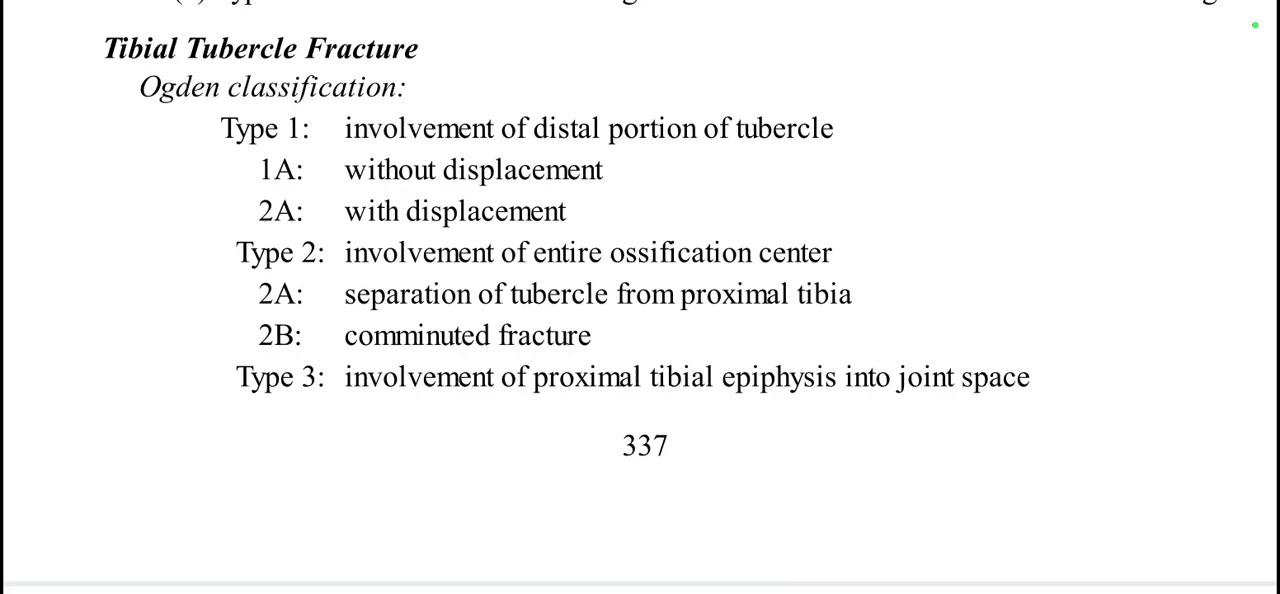 Tibial Tubercle Fracture
Ogden classification:
Type 1: involvement of distal portion of tubercle
1A: without displacement
2A: with displacement
Type 2: involvement of entire ossification center
2A: separation of tubercle from proximal tibia
2B: comminuted fracture
Type 3: involvement of proximal tibial epiphysis into joint space
337